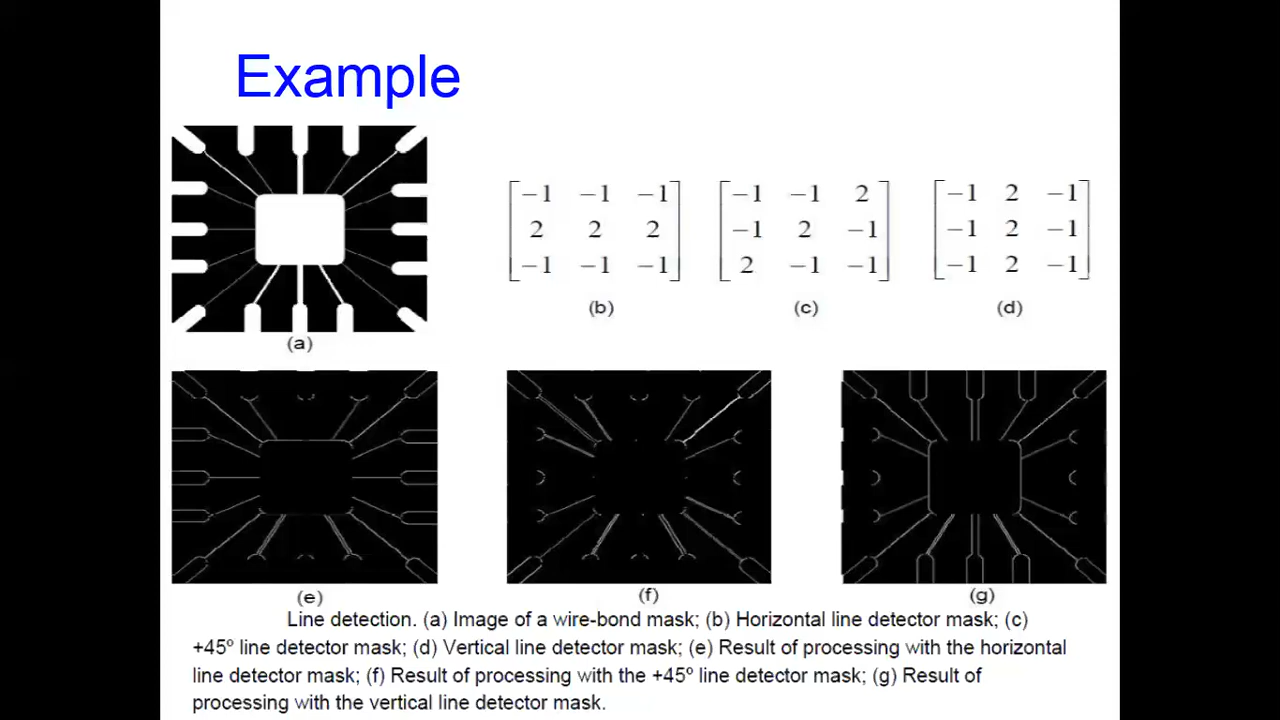 Example
−1 −1 −1
2 2 2
−1 −1 −1
(b)
−1 −1 2
−1 2 −1
2 −1 −1
(c)
−1 2 −1
−1 2 −1
−1 2 −1
(d)
(a)
(e)
(f)
(g)
Line detection. (a) Image of a wire-bond mask; (b) Horizontal line detector mask; (c)
+45º line detector mask; (d) Vertical line detector mask; (e) Result of processing with the horizontal
line detector mask; (f) Result of processing with the +45º line detector mask; (g) Result of
processing with the vertical line detector mask.